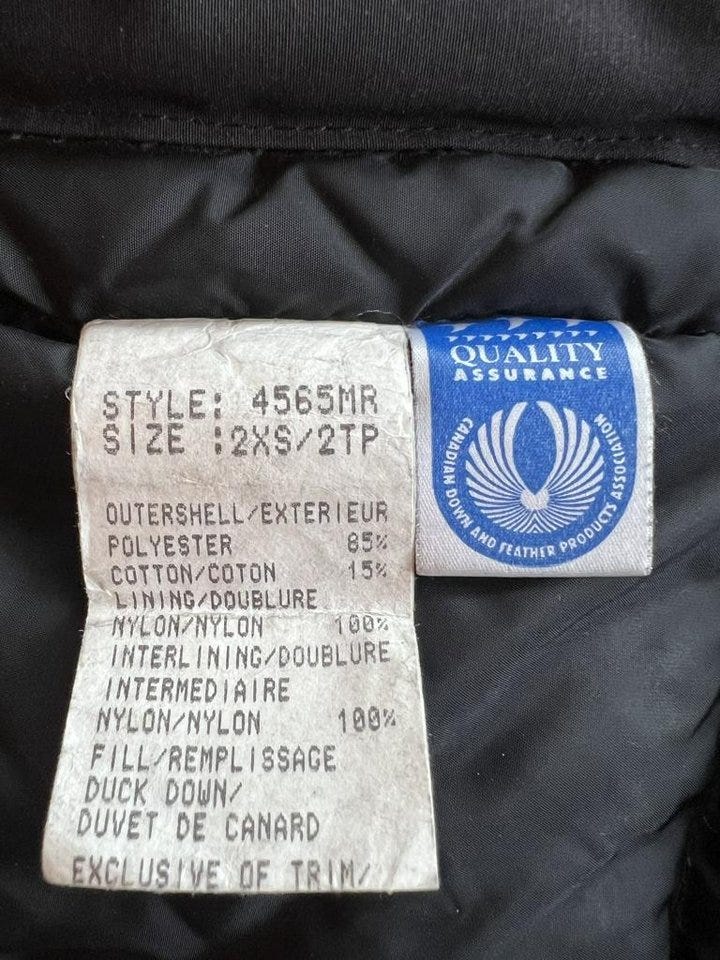 STYLE: 4565MR
SIZE :2XS/2TP
OUTERSHELL/EXTERIEUR
POLYESTER 85%
COTTON/COTON 15%
LINING/DOUBLURE
NYLON/NYLON 100%
INTERLINING/DOUBLURE
INTERMEDIAIRE
NYLON/NYLON 100%
FILL/REMPLISSAGE
DUCK DOWN/
DUVET DE CANARD
EXCLUSIVE OF TRIM/
QUALITY
ASSURANCE
CANADIAN DOWN AND FEATHER PRODUCTS ASSOCIATION